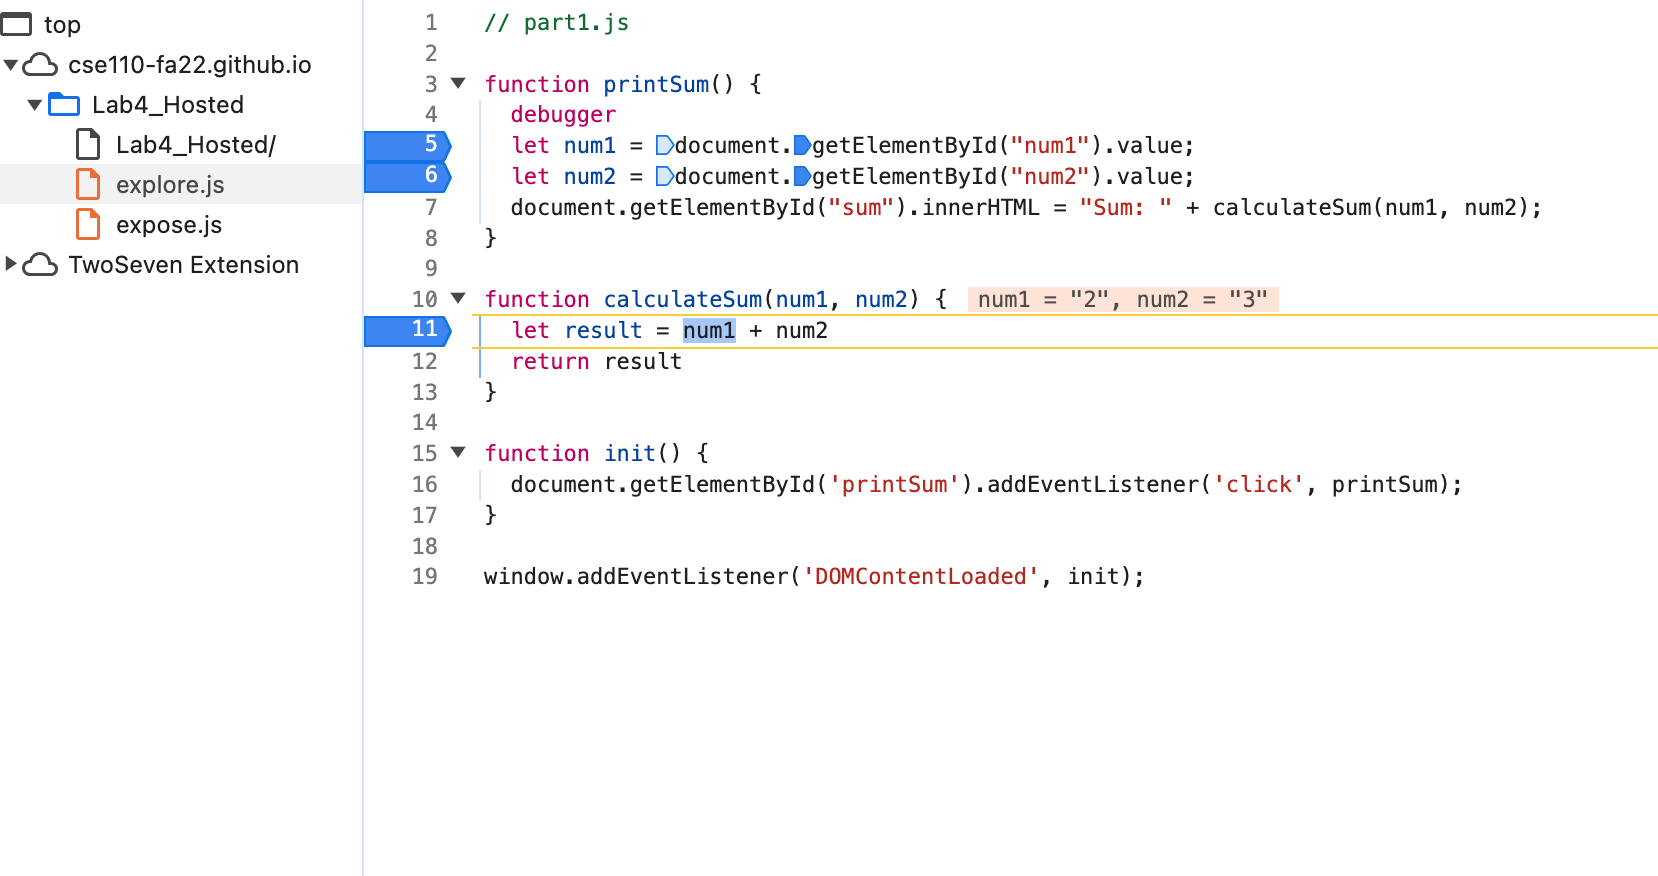 top
cse110-fa22.github.io
Lab4_Hosted
Lab4_Hosted/
explore.js
expose.js
TwoSeven Extension
1 // part1.js
2
3 function printSum() {
4 debugger
5 let num1 = document.getElementById("num1").value;
6 let num2 = document.getElementById("num2").value;
7 document.getElementById("sum").innerHTML = "Sum: " + calculateSum(num1, num2);
8 }
9
10 function calculateSum(num1, num2) { num1 = "2", num2 = "3"
11 let result = num1 + num2
12 return result
13 }
14
15 function init() {
16 document.getElementById('printSum').addEventListener('click', printSum);
17 }
18
19 window.addEventListener('DOMContentLoaded', init);